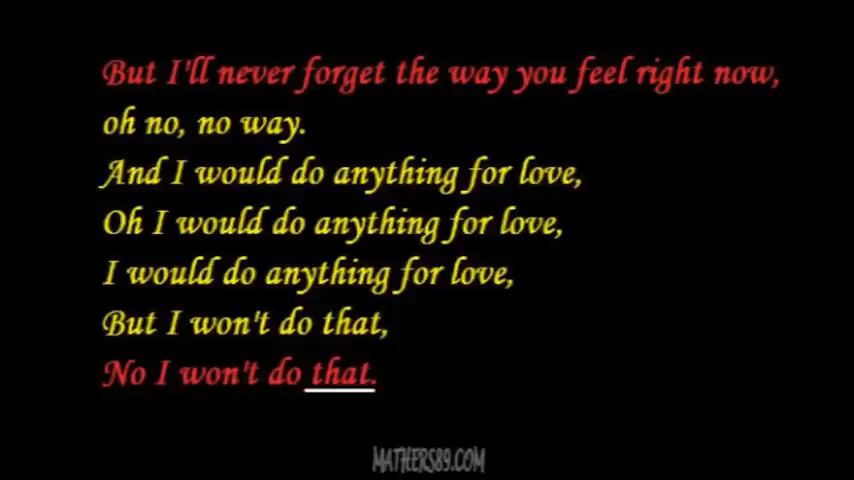 But I'll never forget the way you feel right now,
oh no, no way.
And I would do anything for love,
Oh I would do anything for love,
I would do anything for love,
But I won't do that,
No I won't do that.
MATHERS89.COM